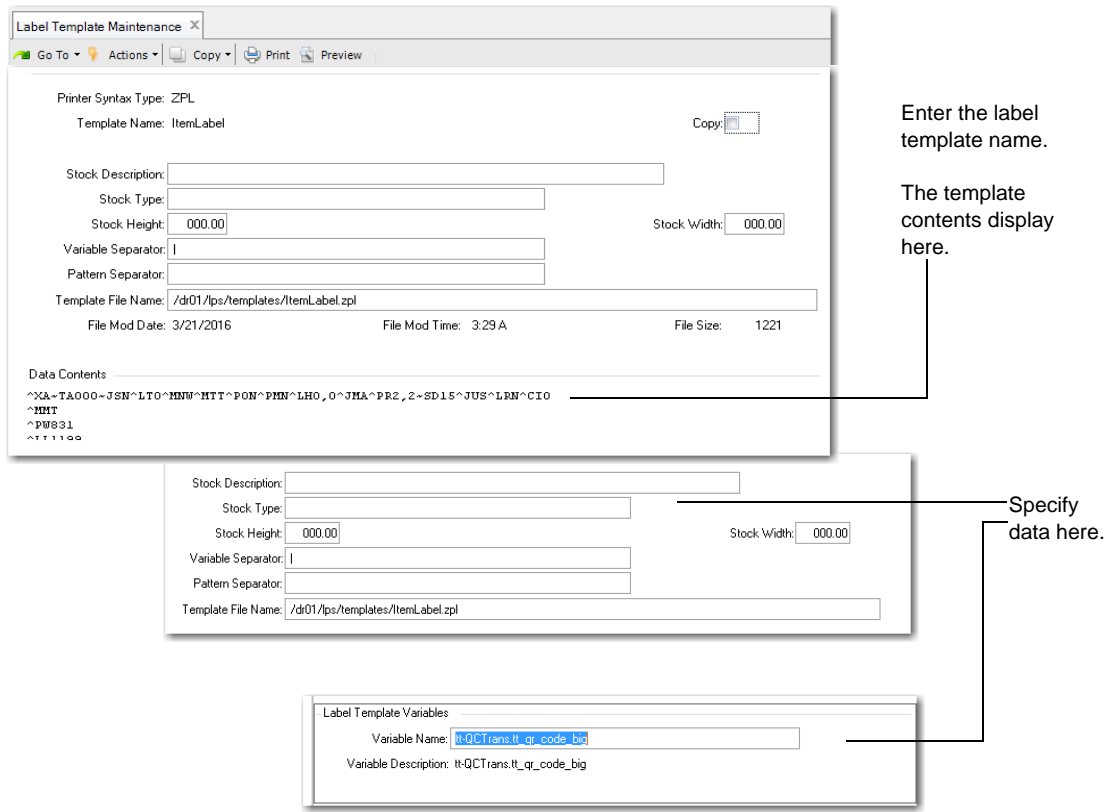 Label Template Maintenance X
Go To Actions Copy Print Preview
Printer Syntax Type: ZPL
Template Name: ItemLabel Copy:
Stock Description:
Stock Type:
Stock Height: 000.00 Stock Width: 000.00
Variable Separator: |
Pattern Separator:
Template File Name: /dr01/lps/templates/ItemLabel.zpl
File Mod Date: 3/21/2016 File Mod Time: 3:29 A File Size: 1221
Data Contents
^XA~TA000~JSN^LT0^MNW^MTT^PON^PMN^LH0,0^JMA^PR2,2~SD15^JUS^LRN^CI0
^MMT
^PW831
^LL1199
Enter the label
template name.
The template
contents display
here.
Stock Description:
Stock Type:
Stock Height: 000.00 Stock Width: 000.00
Variable Separator: |
Pattern Separator:
Template File Name: /dr01/lps/templates/ItemLabel.zpl
Specify
data here.
Label Template Variables
Variable Name: tt-QCTrans.tt_qr_code_big
Variable Description: tt-QCTrans.tt_qr_code_big